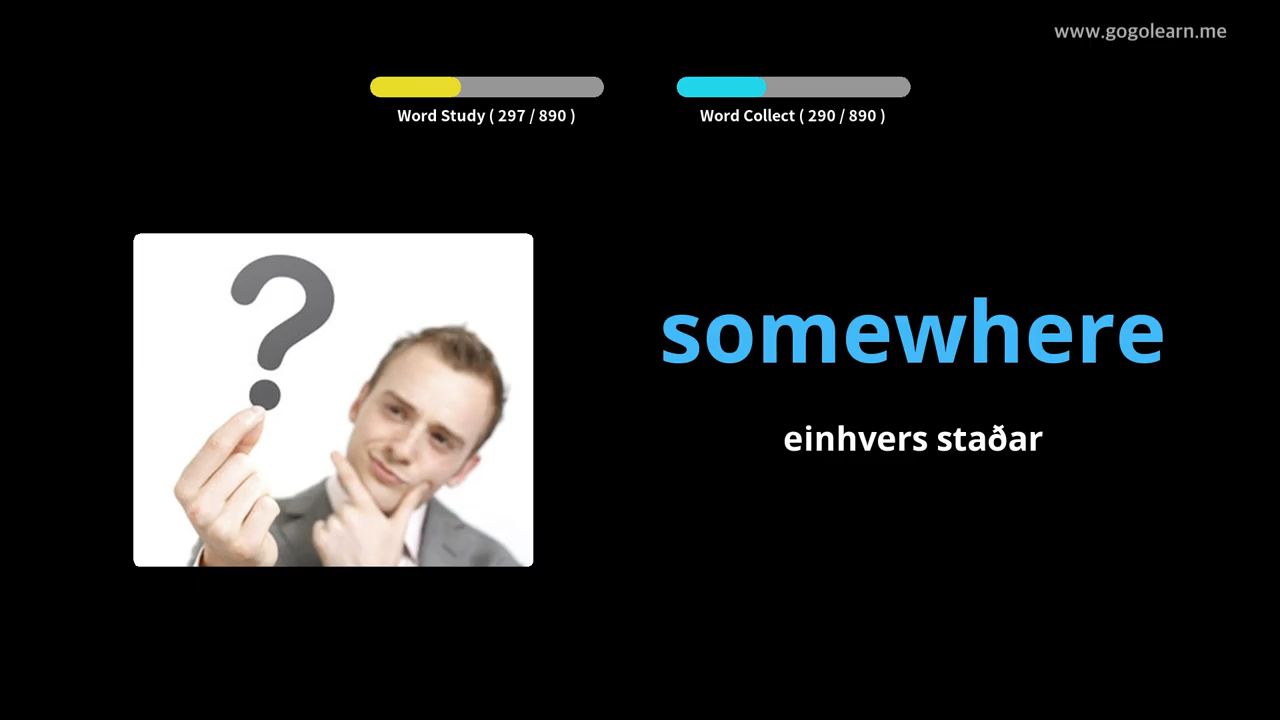 www.gogolearn.me
Word Study ( 297 / 890 )
Word Collect ( 290 / 890 )
?
somewhere
einhvers staðar